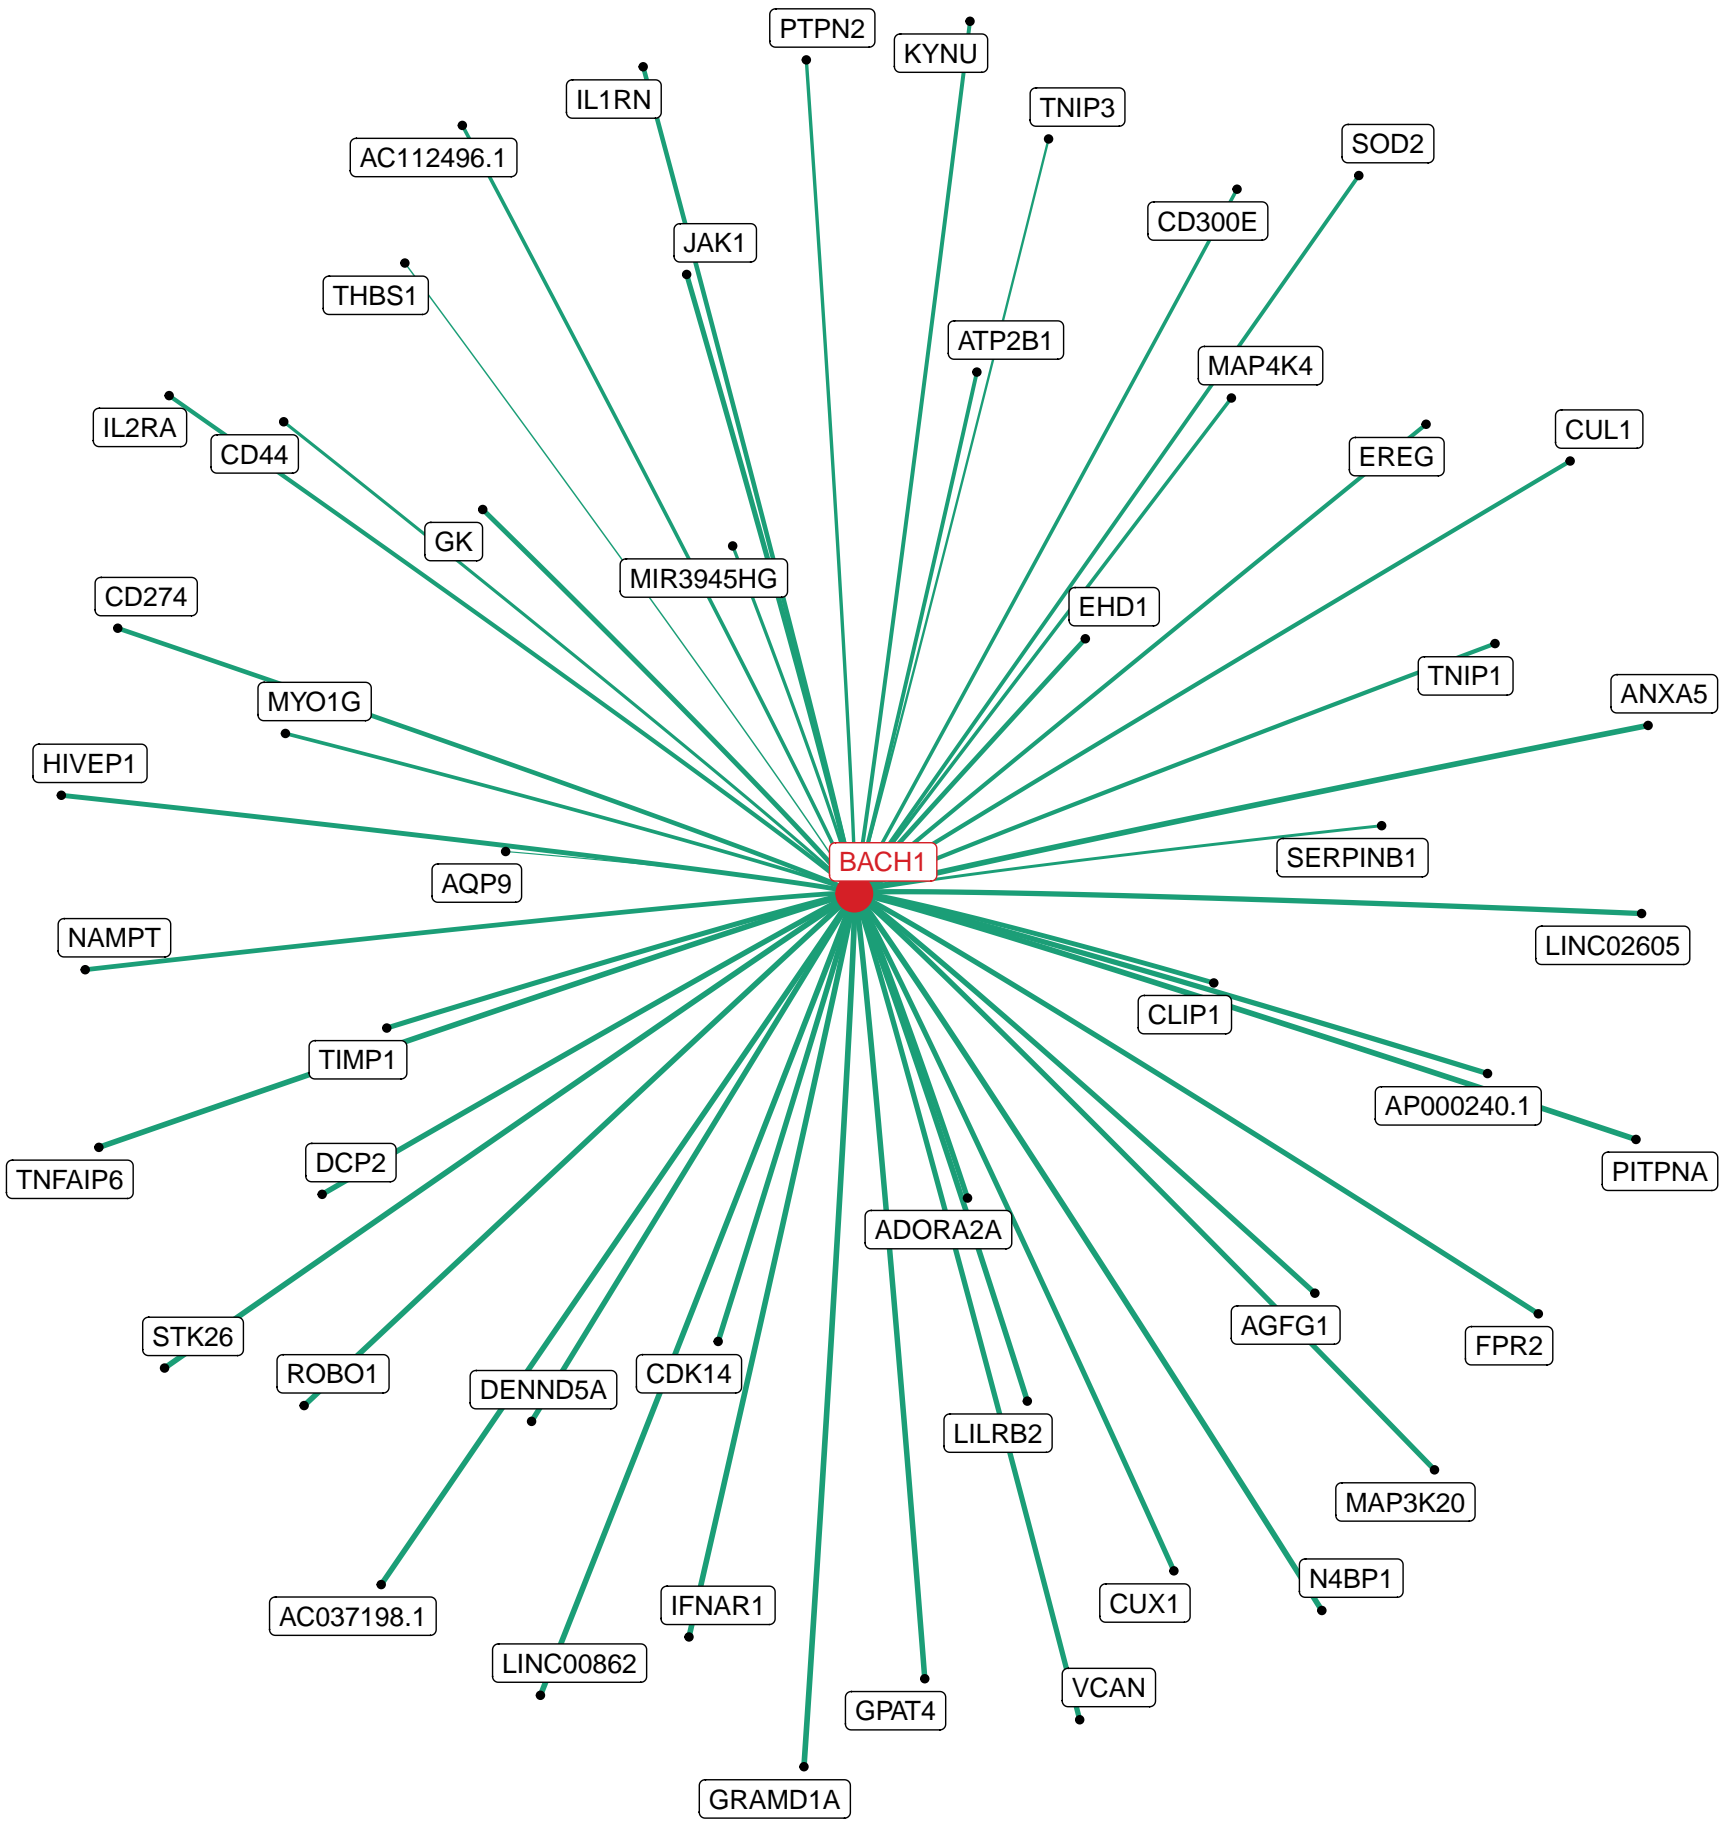 PTPN2
KYNU
IL1RN
TNIP3
SOD2
AC112496.1
CD300E
JAK1
THBS1
ATP2B1
MAP4K4
IL2RA
CUL1
CD44
EREG
GK
MIR3945HG
CD274
EHD1
TNIP1
ANXA5
MYO1G
HIVEP1
SERPINB1
BACH1
AQP9
NAMPT
LINC02605
CLIP1
TIMP1
AP000240.1
DCP2
PITPNA
TNFAIP6
ADORA2A
AGFG1
STK26
FPR2
ROBO1
CDK14
DENND5A
LILRB2
MAP3K20
N4BP1
CUX1
IFNAR1
AC037198.1
LINC00862
VCAN
GPAT4
GRAMD1A